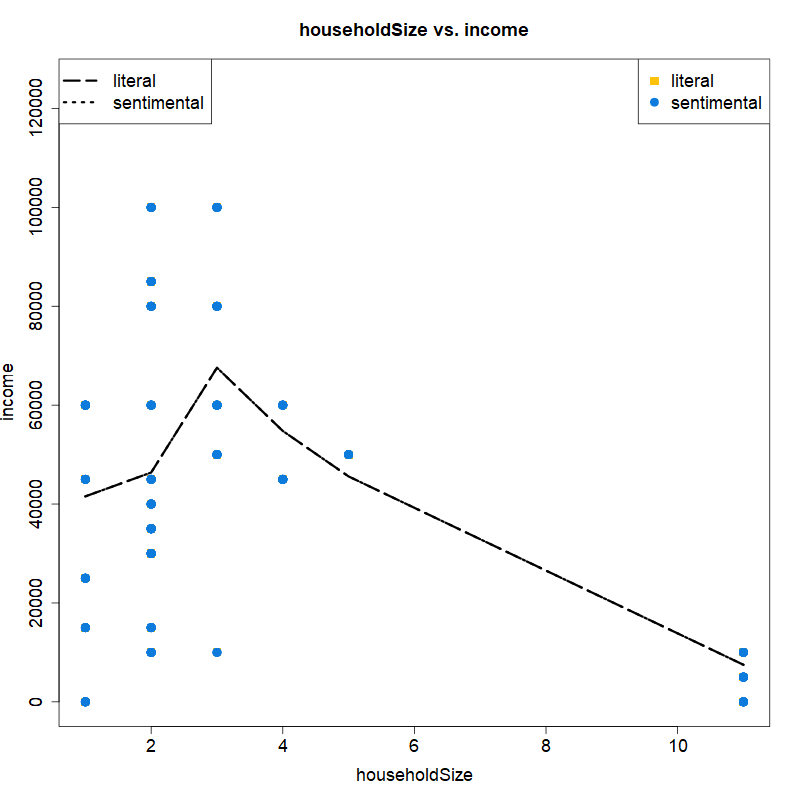 householdSize vs. income
literal
sentimental
literal
sentimental
income
120000
100000
80000
60000
40000
20000
0
2 4 6 8 10
householdSize